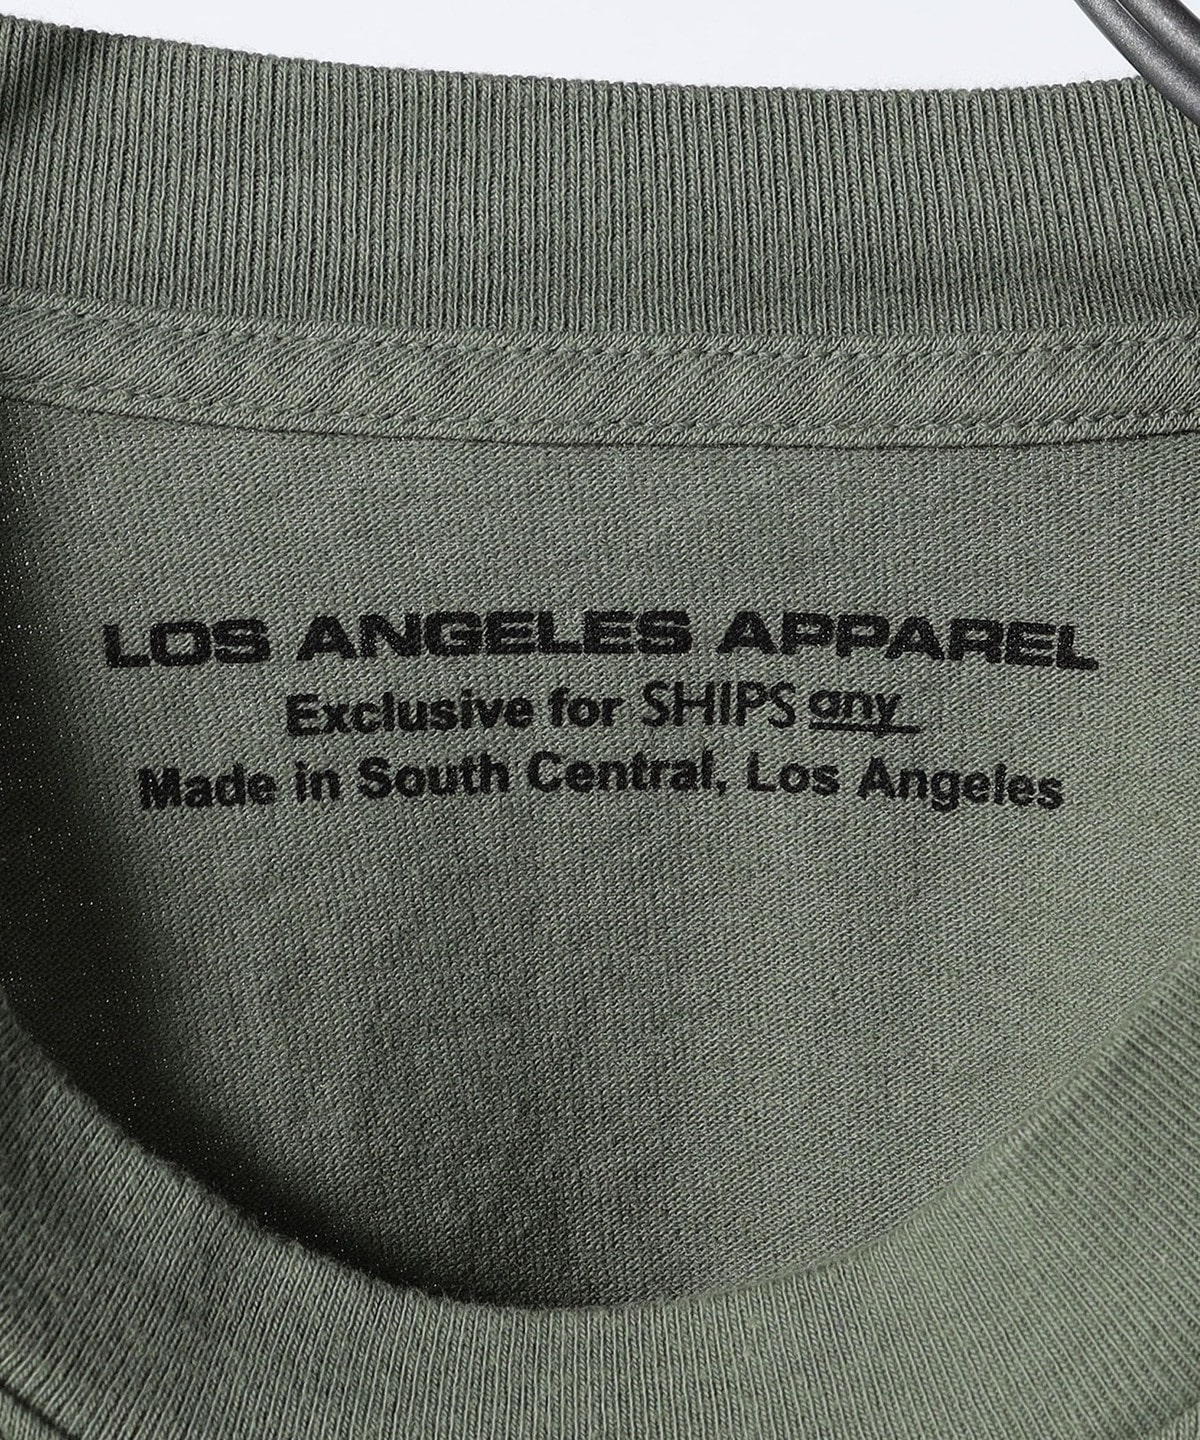 LOS ANGELES APPAREL
Exclusive for SHIPS any
Made in South Central, Los Angeles